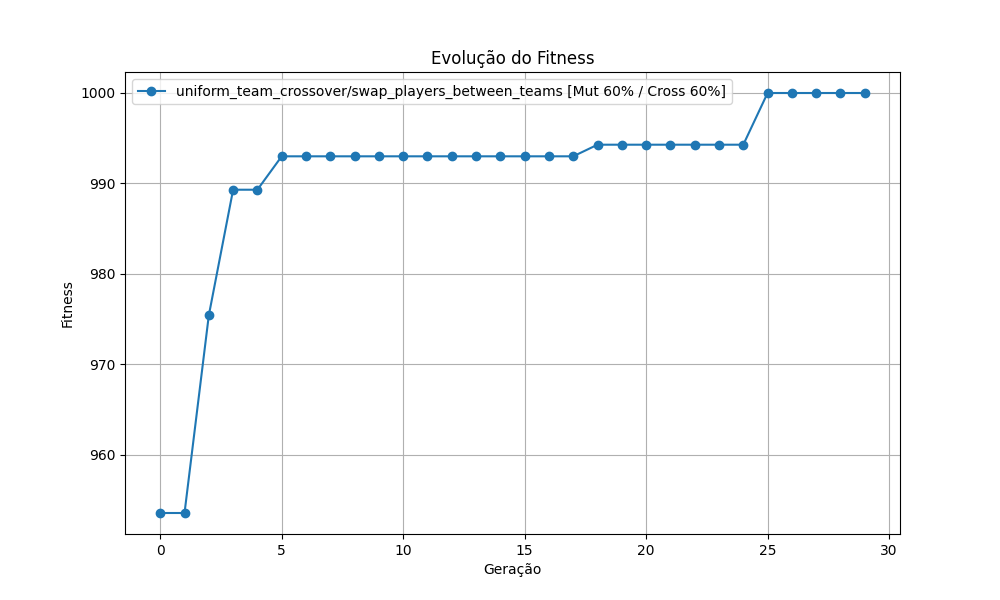 Evolução do Fitness
uniform_team_crossover/swap_players_between_teams [Mut 60% / Cross 60%]
1000
990
980
970
960
Fitness
0 5 10 15 20 25 30
Geração